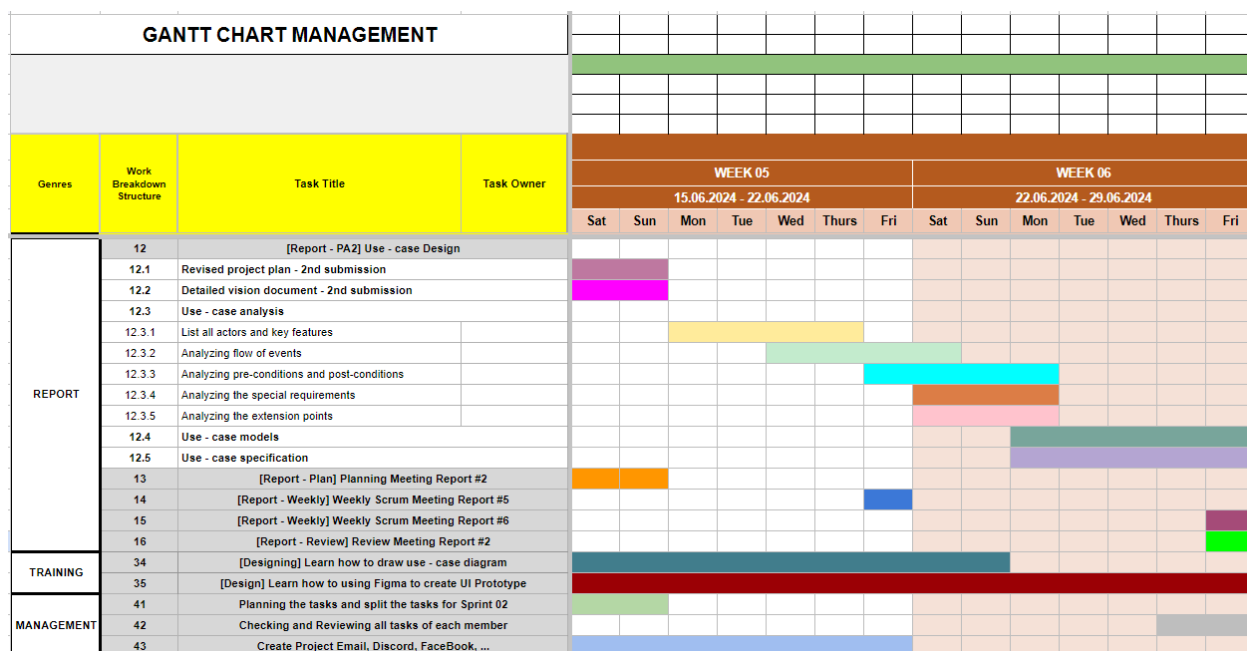 GANTT CHART MANAGEMENT
Genres
Work
Breakdown
Structure
Task Title
Task Owner
WEEK 05
WEEK 06
15.06.2024 - 22.06.2024
22.06.2024 - 29.06.2024
Sat Sun Mon Tue Wed Thurs Fri Sat Sun Mon Tue Wed Thurs Fri
REPORT
12 [Report - PA2] Use - case Design
12.1 Revised project plan - 2nd submission
12.2 Detailed vision document - 2nd submission
12.3 Use - case analysis
12.3.1 List all actors and key features
12.3.2 Analyzing flow of events
12.3.3 Analyzing pre-conditions and post-conditions
12.3.4 Analyzing the special requirements
12.3.5 Analyzing the extension points
12.4 Use - case models
12.5 Use - case specification
13 [Report - Plan] Planning Meeting Report #2
14 [Report - Weekly] Weekly Scrum Meeting Report #5
15 [Report - Weekly] Weekly Scrum Meeting Report #6
16 [Report - Review] Review Meeting Report #2
TRAINING
34 [Designing] Learn how to draw use - case diagram
35 [Design] Learn how to using Figma to create UI Prototype
MANAGEMENT
41 Planning the tasks and split the tasks for Sprint 02
42 Checking and Reviewing all tasks of each member
43 Create Project Email, Discord, FaceBook, ...